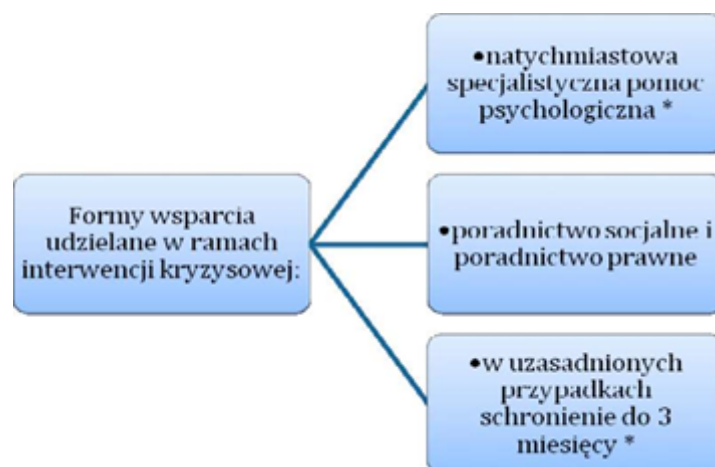 •natychmiastowa
specjalistyczna pomoc
psychologiczna *
Formy wsparcia
udzielane w ramach
interwencji kryzysowej:
•poradnictwo socjalne i
poradnictwo prawne
•w uzasadnionych
przypadkach
schronienie do 3
miesięcy *